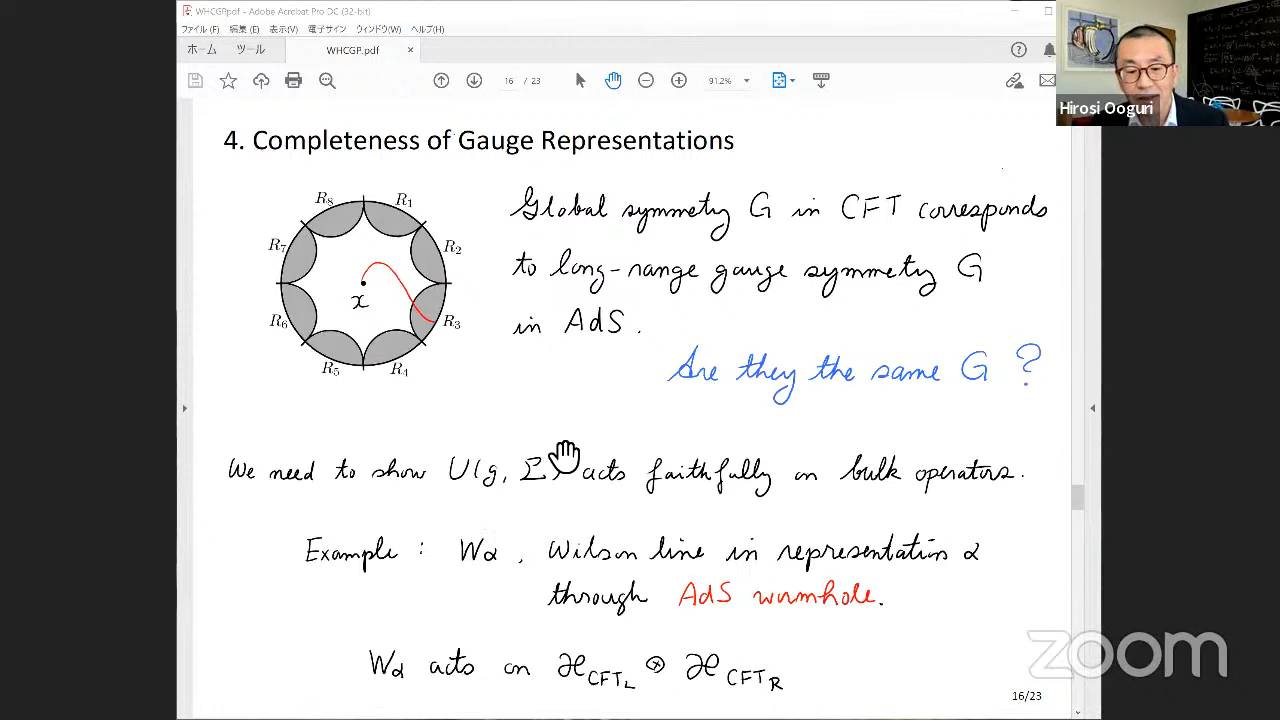 WHCGP.pdf - Adobe Acrobat Pro DC (32-bit)
ファイル(F) 編集(E) 表示(V) 電子サイン ウィンドウ(W) ヘルプ(H)
ホーム ツール WHCGP.pdf ×
16 / 23 91.2%
Hirosi Ooguri
4. Completeness of Gauge Representations
R8 R1
R7 R2
x
R6 R3
R5 R4
Global symmetry G in CFT corresponds
to long-range gauge symmetry G
in AdS.
Are they the same G ?
We need to show U(g, Σ) acts faithfully on bulk operators.
Example : Wα, Wilson line in representation α
through AdS wormhole.
Wα acts on ℋCFTL ⊗ ℋCFTR
zoom
16/23